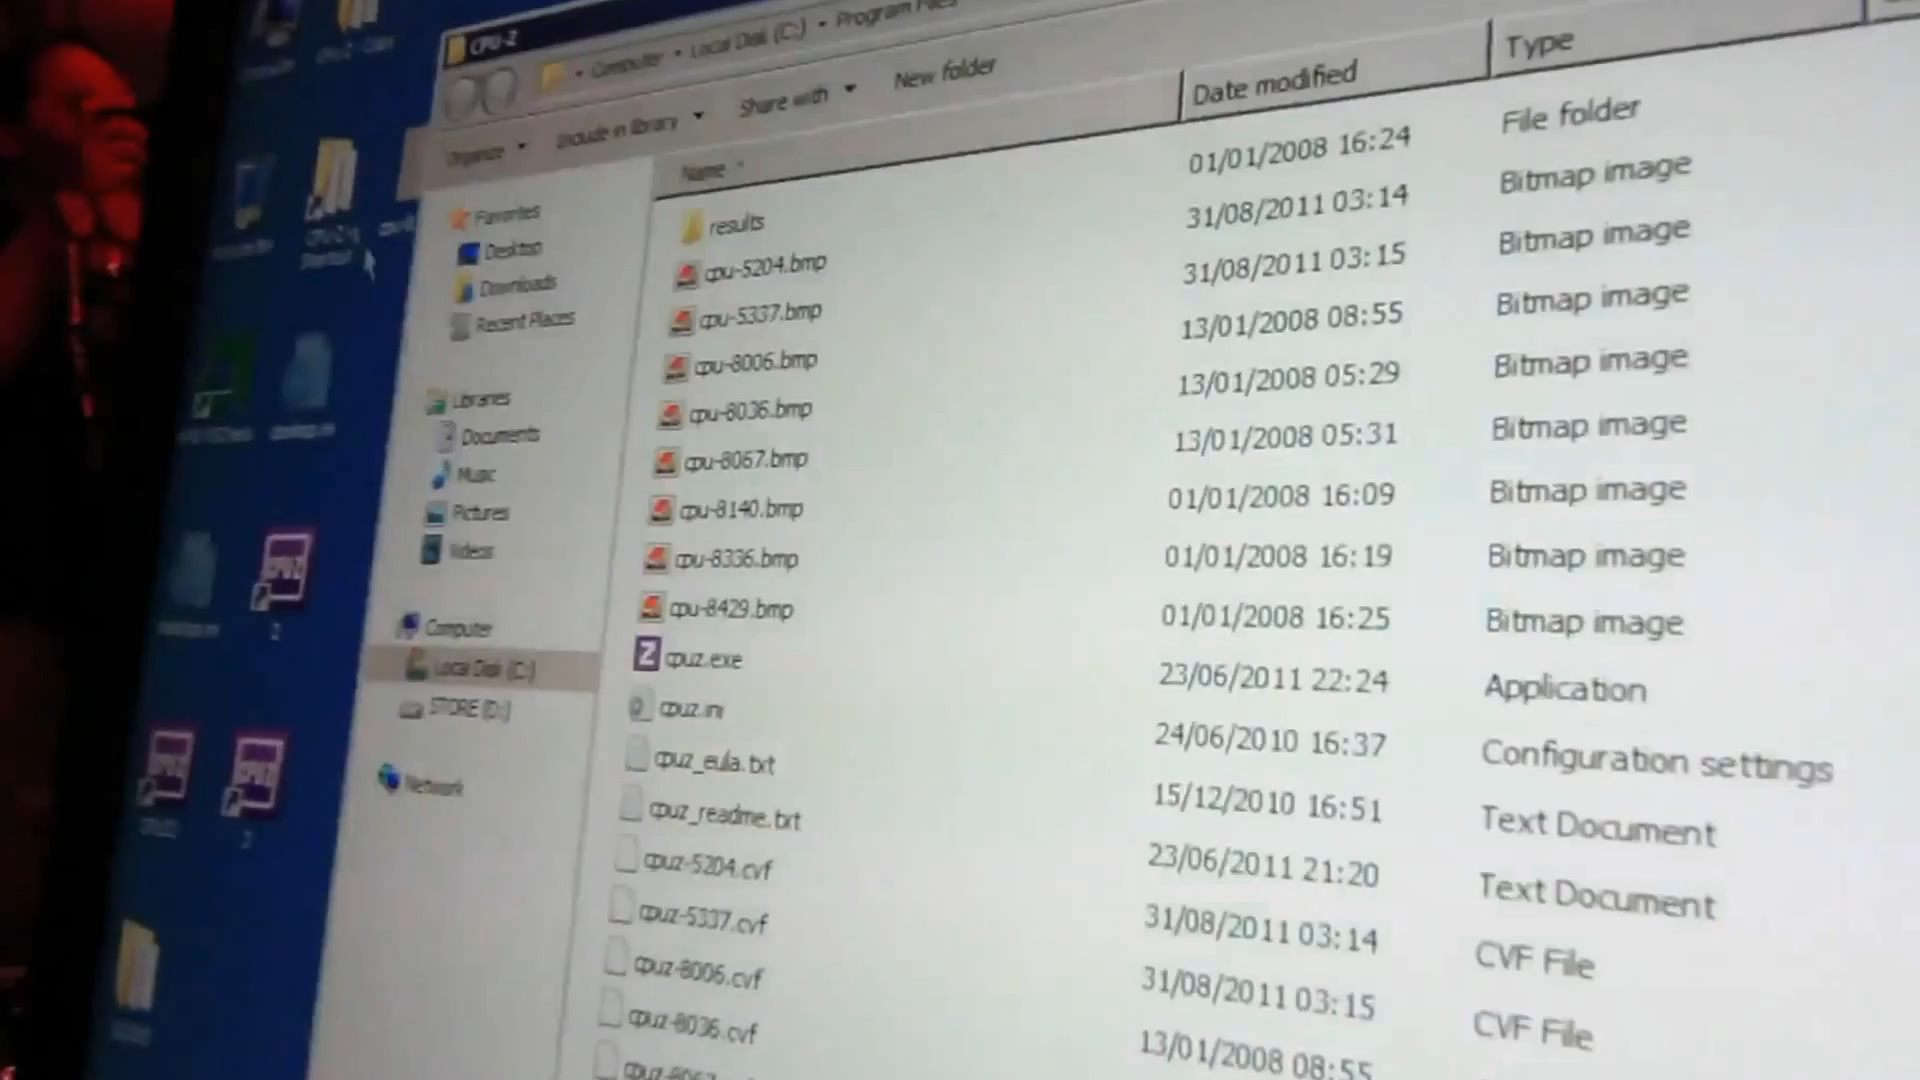 CPU-Z
Computer Local Disk (C:) Program Files
Organize Include in library Share with New folder
Name Date modified Type
Favorites
Desktop
Downloads
Recent Places
Libraries
Documents
Music
Pictures
Videos
Computer
Local Disk (C:)
STORE (D:)
Network
results 01/01/2008 16:24 File folder
cpu-5204.bmp 31/08/2011 03:14 Bitmap image
cpu-5337.bmp 31/08/2011 03:15 Bitmap image
cpu-8006.bmp 13/01/2008 08:55 Bitmap image
cpu-8036.bmp 13/01/2008 05:29 Bitmap image
cpu-8067.bmp 13/01/2008 05:31 Bitmap image
cpu-8140.bmp 01/01/2008 16:09 Bitmap image
cpu-8336.bmp 01/01/2008 16:19 Bitmap image
cpu-8429.bmp 01/01/2008 16:25 Bitmap image
cpuz.exe 23/06/2011 22:24 Application
cpuz.ini 24/06/2010 16:37 Configuration settings
cpuz_eula.txt 15/12/2010 16:51 Text Document
cpuz_readme.txt 23/06/2011 21:20 Text Document
cpuz-5204.cvf 31/08/2011 03:14 CVF File
cpuz-5337.cvf 31/08/2011 03:15 CVF File
cpuz-8006.cvf 13/01/2008 08:55
cpuz-8036.cvf